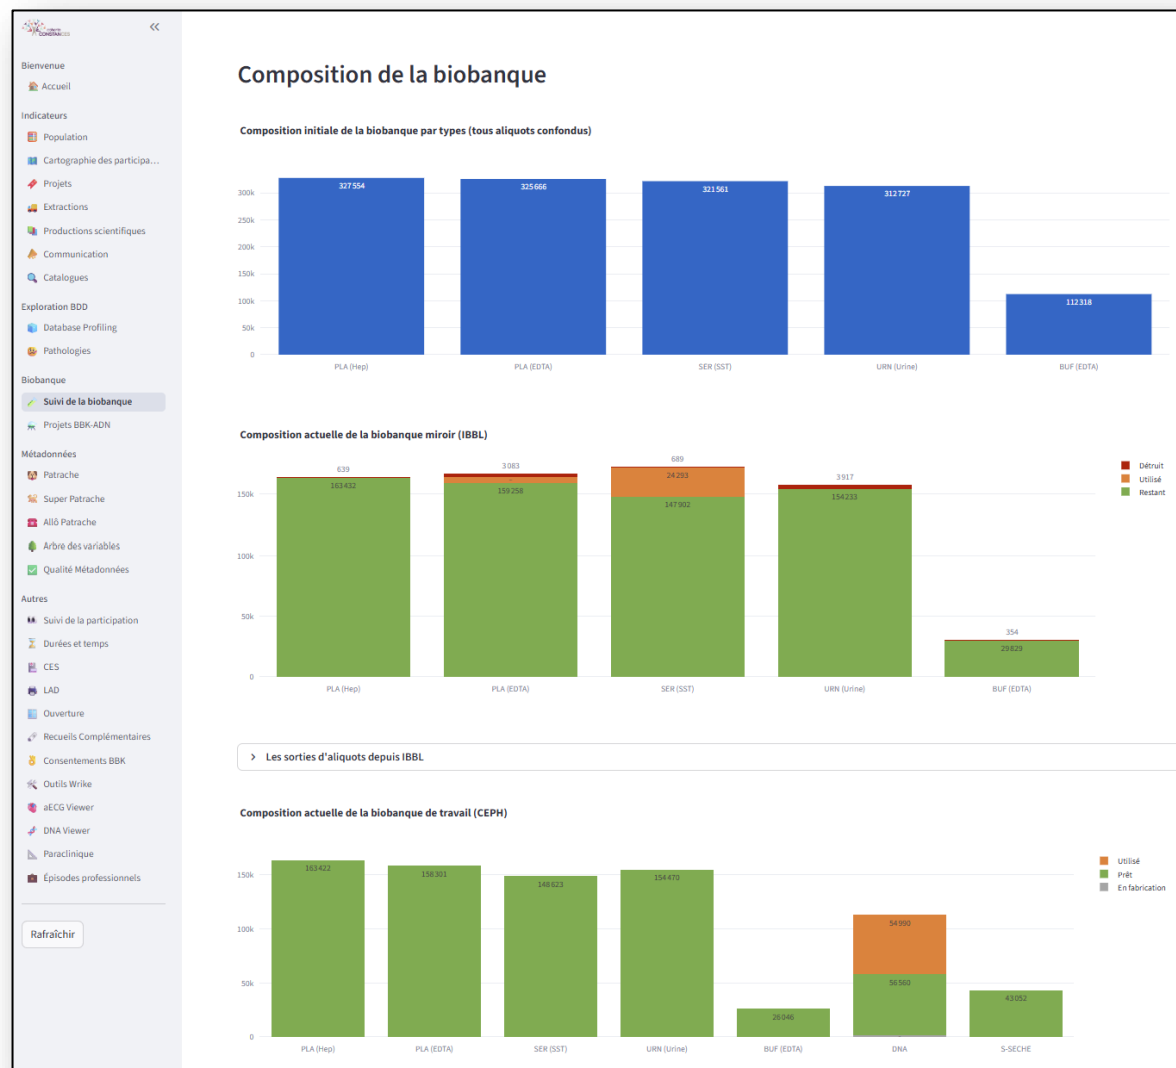 CONSTANCES
Bienvenue
Accueil
Indicateurs
Population
Cartographie des participa...
Projets
Extractions
Productions scientifiques
Communication
Catalogues
Exploration BDD
Database Profiling
Pathologies
Biobanque
Suivi de la biobanque
Projets BBK-ADN
Métadonnées
Patrache
Super Patrache
Allô Patrache
Arbre des variables
Qualité Métadonnées
Autres
Suivi de la participation
Durées et temps
CES
LAD
Ouverture
Recueils Complémentaires
Consentements BBK
Outils Wrike
aECG Viewer
DNA Viewer
Paraclinique
Épisodes professionnels
Rafraîchir
Composition de la biobanque
Composition initiale de la biobanque par types (tous aliquots confondus)
327 554 325 666 321 561 312 727 112 318
300k
250k
200k
150k
100k
50k
0
PLA (Hep) PLA (EDTA) SER (SST) URN (Urine) BUF (EDTA)
Composition actuelle de la biobanque miroir (IBBL)
639 3 083 689 3 917 354
163 432 159 258 24 293 147 902 154 233 29 829
150k
100k
50k
0
PLA (Hep) PLA (EDTA) SER (SST) URN (Urine) BUF (EDTA)
Détruit
Utilisé
Restant
Les sorties d'aliquots depuis IBBL
Composition actuelle de la biobanque de travail (CEPH)
163 422 158 301 148 623 154 470 26 046 54 990 56 560 43 052
150k
100k
50k
0
PLA (Hep) PLA (EDTA) SER (SST) URN (Urine) BUF (EDTA) DNA S-SECHE
Utilisé
Prêt
En fabrication